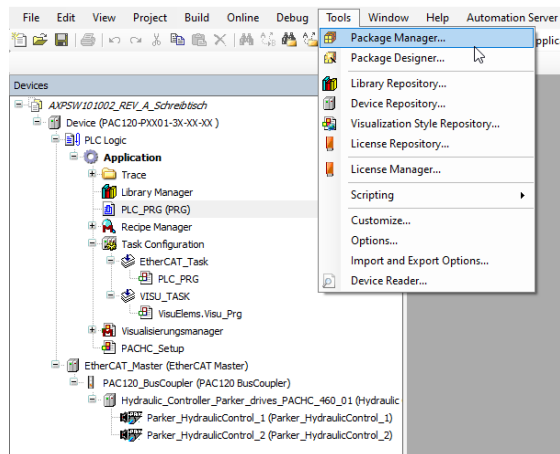 File Edit View Project Build Online Debug Tools Window Help Automation Server
Package Manager...
Package Designer...
Library Repository...
Device Repository...
Visualization Style Repository...
License Repository...
License Manager...
Scripting
Customize...
Options...
Import and Export Options...
Device Reader...
Devices
AXPSW101002_REV_A_Schreibtisch
Device (PAC120-PXX01-3X-XX-XX )
PLC Logic
Application
Trace
Library Manager
PLC_PRG (PRG)
Recipe Manager
Task Configuration
EtherCAT_Task
PLC_PRG
VISU_TASK
VisuElems.Visu_Prg
Visualisierungsmanager
PACHC_Setup
EtherCAT_Master (EtherCAT Master)
PAC120_BusCoupler (PAC120 BusCoupler)
Hydraulic_Controller_Parker_drives_PACHC_460_01 (Hydraulic
Parker_HydraulicControl_1 (Parker_HydraulicControl_1)
Parker_HydraulicControl_2 (Parker_HydraulicControl_2)